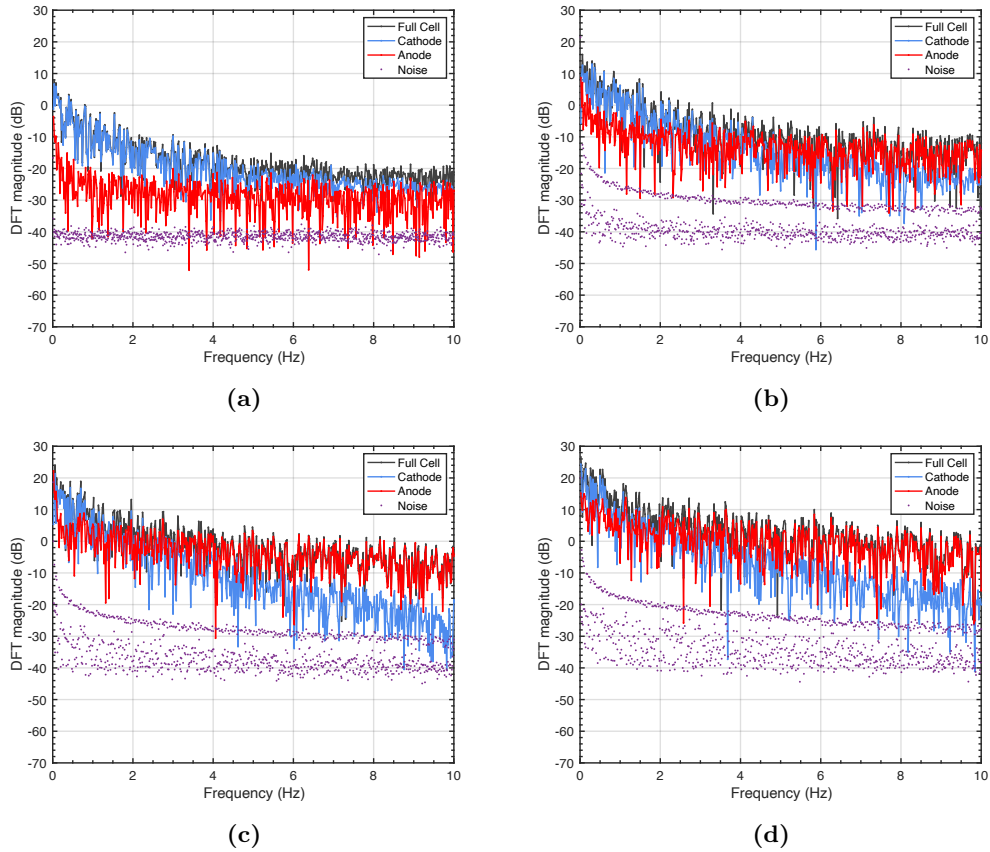 30
20
10
0
-10
-20
-30
-40
-50
-60
-70
DFT magnitude (dB)
0 2 4 6 8 10
Frequency (Hz)
Full Cell
Cathode
Anode
Noise
(a)
30
20
10
0
-10
-20
-30
-40
-50
-60
-70
DFT magnitude (dB)
0 2 4 6 8 10
Frequency (Hz)
Full Cell
Cathode
Anode
Noise
(b)
30
20
10
0
-10
-20
-30
-40
-50
-60
-70
DFT magnitude (dB)
0 2 4 6 8 10
Frequency (Hz)
Full Cell
Cathode
Anode
Noise
(c)
30
20
10
0
-10
-20
-30
-40
-50
-60
-70
DFT magnitude (dB)
0 2 4 6 8 10
Frequency (Hz)
Full Cell
Cathode
Anode
Noise
(d)